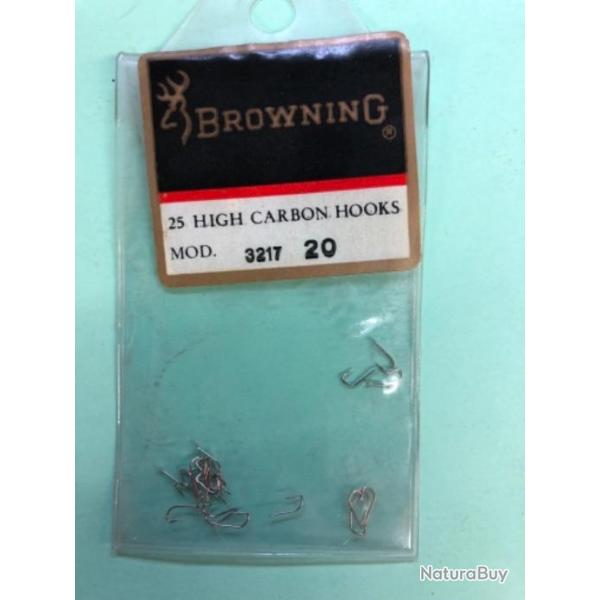 BROWNING®
25 HIGH CARBON HOOKS
MOD. 3217 20
NaturaBuy